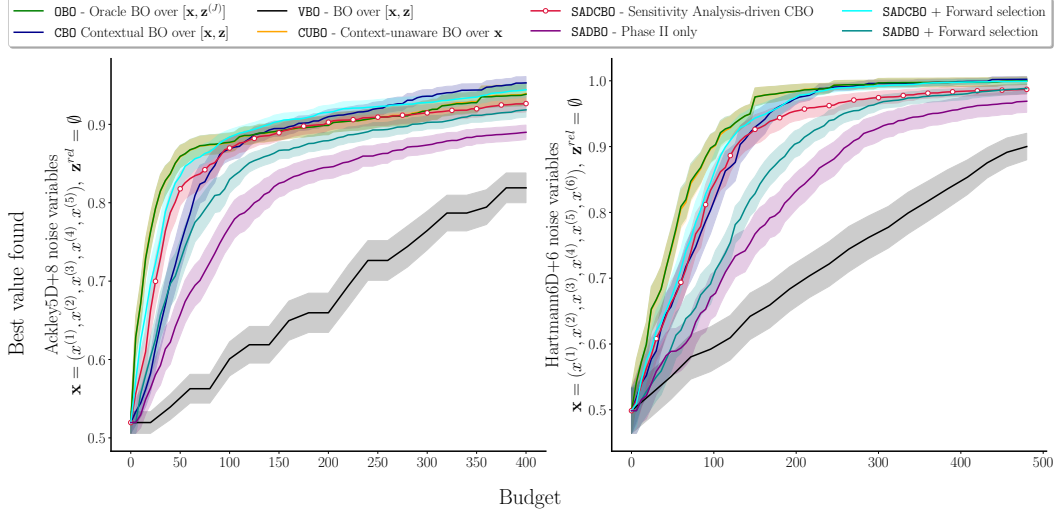 OBO - Oracle BO over [x, z^(J)]
CBO Contextual BO over [x, z]
VBO - BO over [x, z]
CUBO - Context-unaware BO over x
SADCBO - Sensitivity Analysis-driven CBO
SADBO - Phase II only
SADCBO + Forward selection
SADBO + Forward selection
Best value found
Ackley5D+8 noise variables
x = (x^(1), x^(2), x^(3), x^(4), x^(5)), z^rel = ∅
0.9
0.8
0.7
0.6
0.5
0 50 100 150 200 250 300 350 400
Hartmann6D+6 noise variables
x = (x^(1), x^(2), x^(3), x^(4), x^(5), x^(6)), z^rel = ∅
1.0
0.9
0.8
0.7
0.6
0.5
0 100 200 300 400 500
Budget